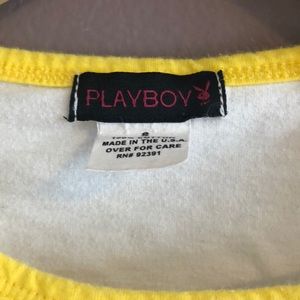 PLAYBOY
MADE IN THE U.S.A.
OVER FOR CARE
RN# 92391